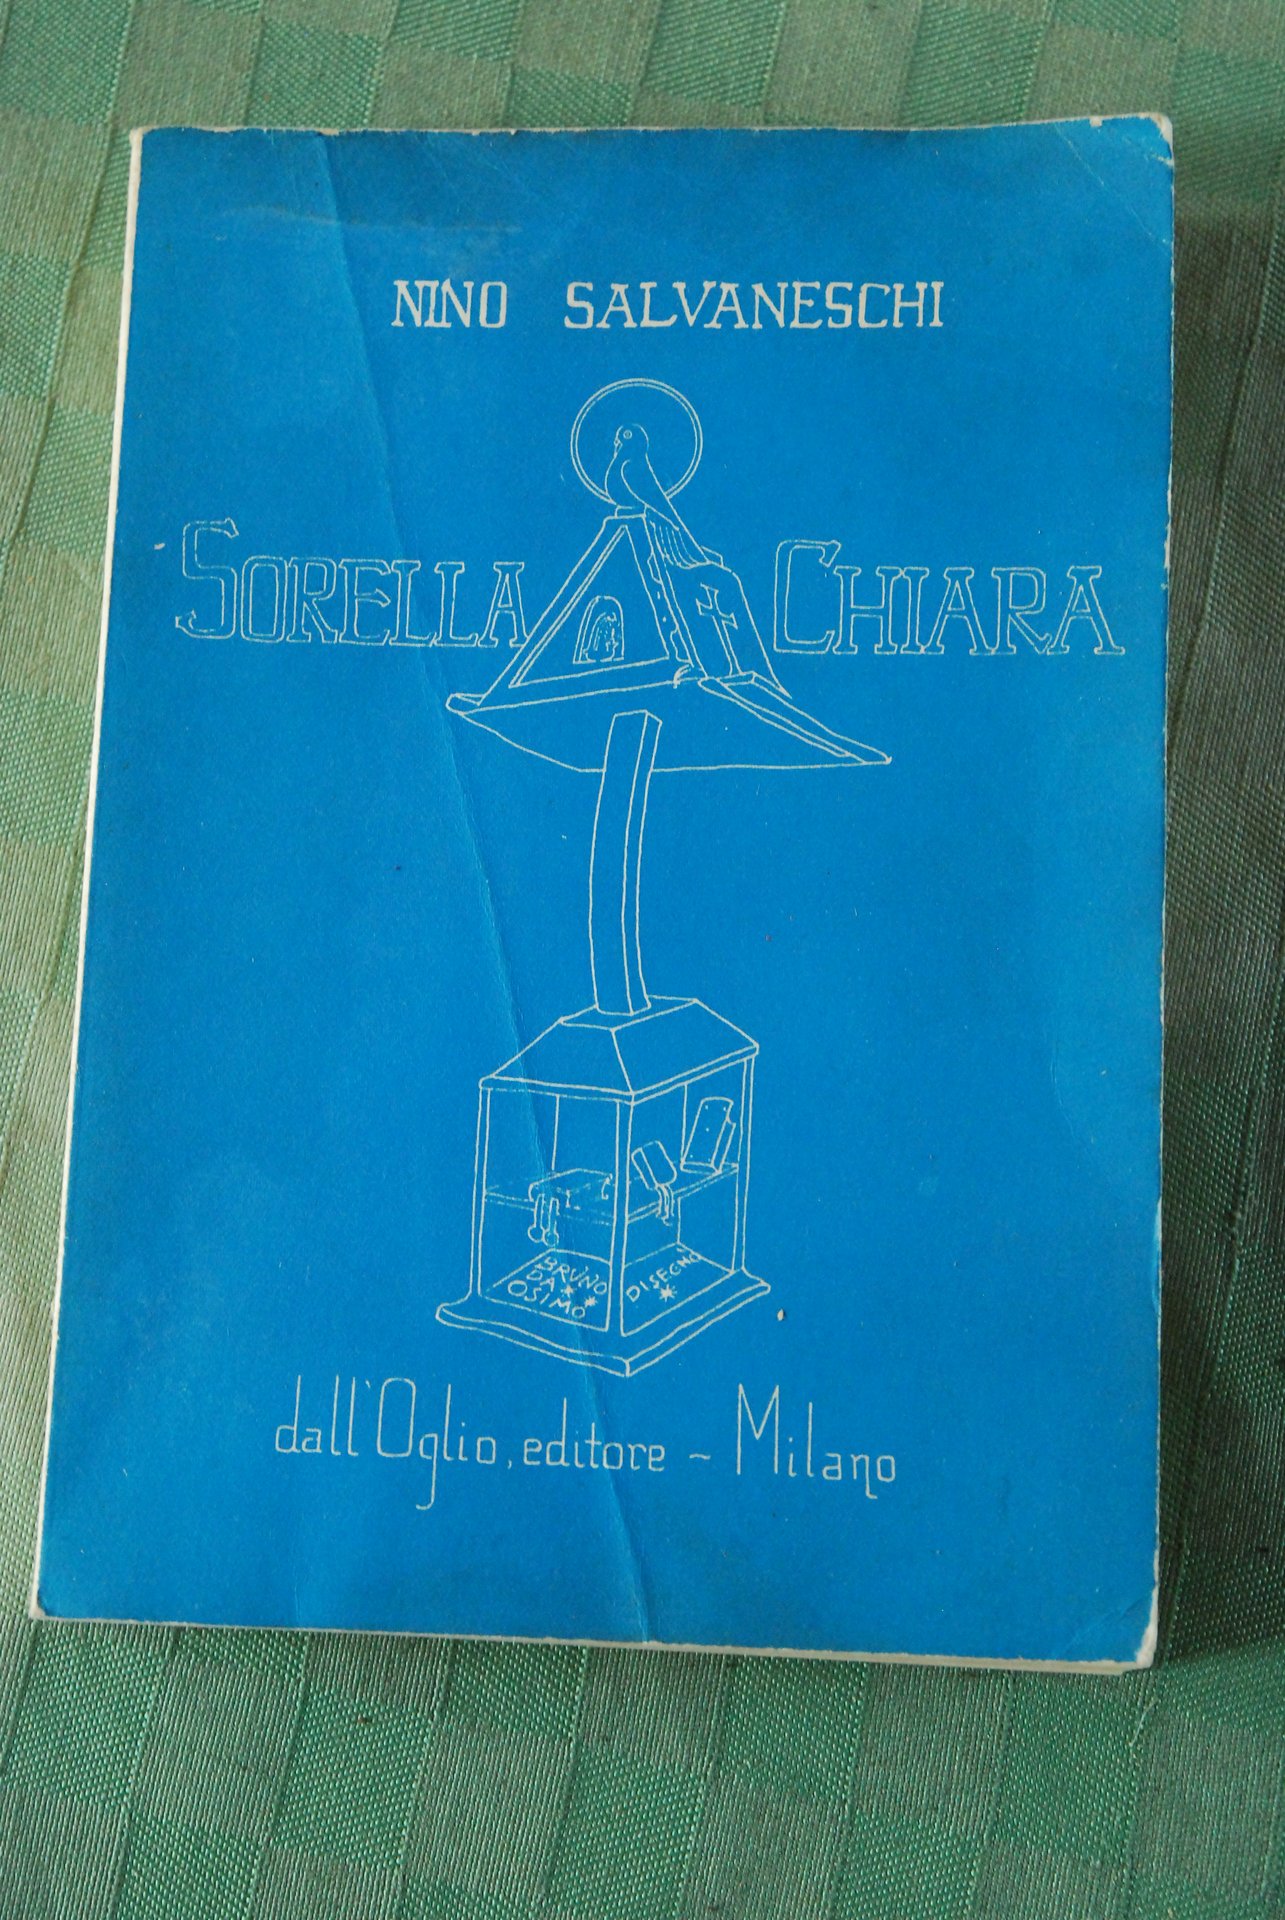 NINO SALVANESCHI
SORELLA CHIARA
BRUNO
DA
OSIMO
DISEGNO
dall'Oglio, editore - Milano